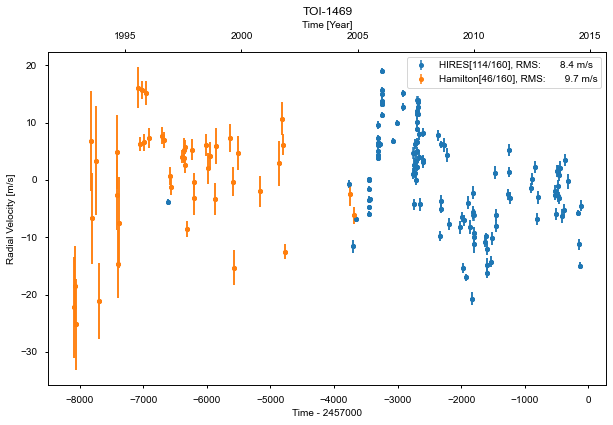 TOI-1469
Time [Year]
1995 2000 2005 2010 2015
HIRES[114/160], RMS: 8.4 m/s
Hamilton[46/160], RMS: 9.7 m/s
20
10
0
−10
−20
−30
Radial Velocity [m/s]
−8000 −7000 −6000 −5000 −4000 −3000 −2000 −1000 0
Time - 2457000